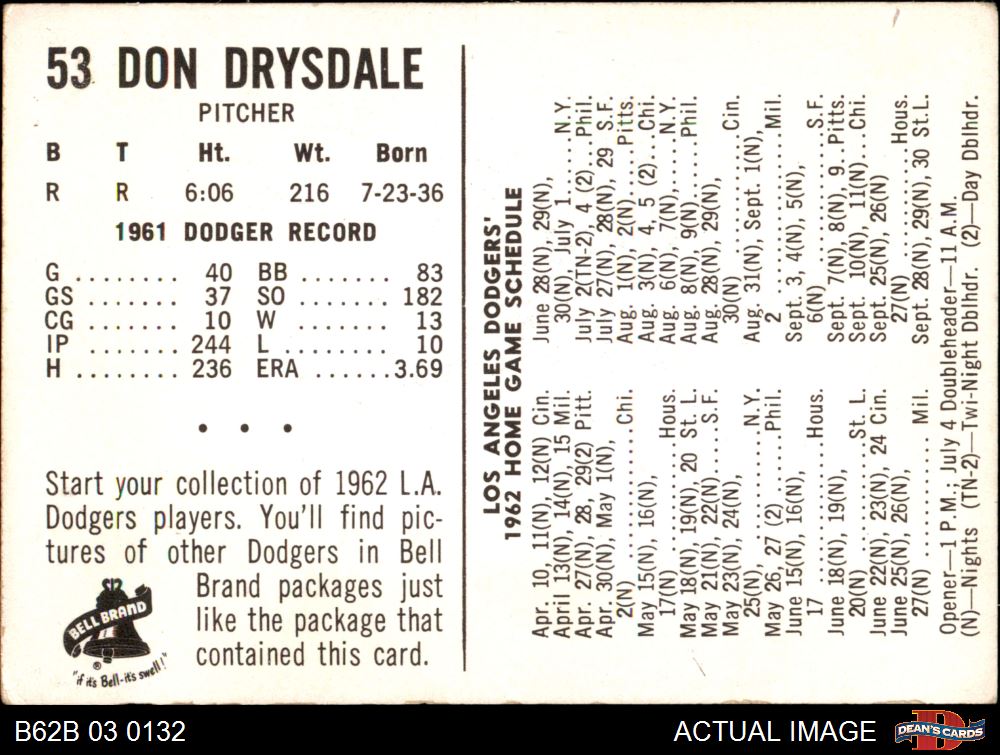 53 DON DRYSDALE
PITCHER
B T Ht. Wt. Born
R R 6:06 216 7-23-36
1961 DODGER RECORD
G ........ 40 BB ....... 83
GS ....... 37 SO ....... 182
CG ....... 10 W ....... 13
IP ....... 244 L ........ 10
H ........ 236 ERA ......3.69
• • •
Start your collection of 1962 L.A.
Dodgers players. You'll find pic-
tures of other Dodgers in Bell
Brand packages just
like the package that
contained this card.
BELL BRAND
®
"if it's Bell-it's swell!"
LOS ANGELES DODGERS'
1962 HOME GAME SCHEDULE
Apr. 10, 11(N), 12(N) Cin.
April 13(N), 14(N), 15 Mil.
Apr. 27(N), 28, 29(2) Pitt.
Apr. 30(N), May 1(N),
2(N) ..............Chi.
May 15(N), 16(N),
17(N) ............Hous.
May 18(N), 19(N), 20 St. L.
May 21(N), 22(N) .....S.F.
May 23(N), 24(N),
25(N), ............N.Y.
May 26, 27 (2) .......Phil.
June 15(N), 16(N),
17 ..............Hous.
June 18(N), 19(N),
20(N) ............St. L.
June 22(N), 23(N), 24 Cin.
June 25(N), 26(N),
27(N) .......... Mil.
June 28(N), 29(N),
30(N), July 1.......N.Y.
July 2(TN-2), 4 (2)..Phil.
July 27(N), 28(N), 29 S.F.
Aug. 1(N), 2(N)....Pitts.
Aug. 3(N), 4, 5 (2)...Chi.
Aug. 6(N), 7(N),.....N.Y.
Aug. 8(N), 9(N).....Phil.
Aug. 28(N), 29(N),
30(N) .............Cin.
Aug. 31(N), Sept. 1(N),
2 ................Mil.
Sept. 3, 4(N), 5(N),
6(N) ..............S.F.
Sept. 7(N), 8(N), 9..Pitts.
Sept. 10(N), 11(N)...Chi.
Sept. 25(N), 26(N)
27(N) ...........Hous.
Sept. 28(N), 29(N), 30 St. L.
Opener—1 P.M.; July 4 Doubleheader—11 A.M.
(N)—Nights (TN-2)—Twi-Night Dblhdr. (2)—Day Dblhdr.
B62B 03 0132 ACTUAL IMAGE
DEAN'S CARDS